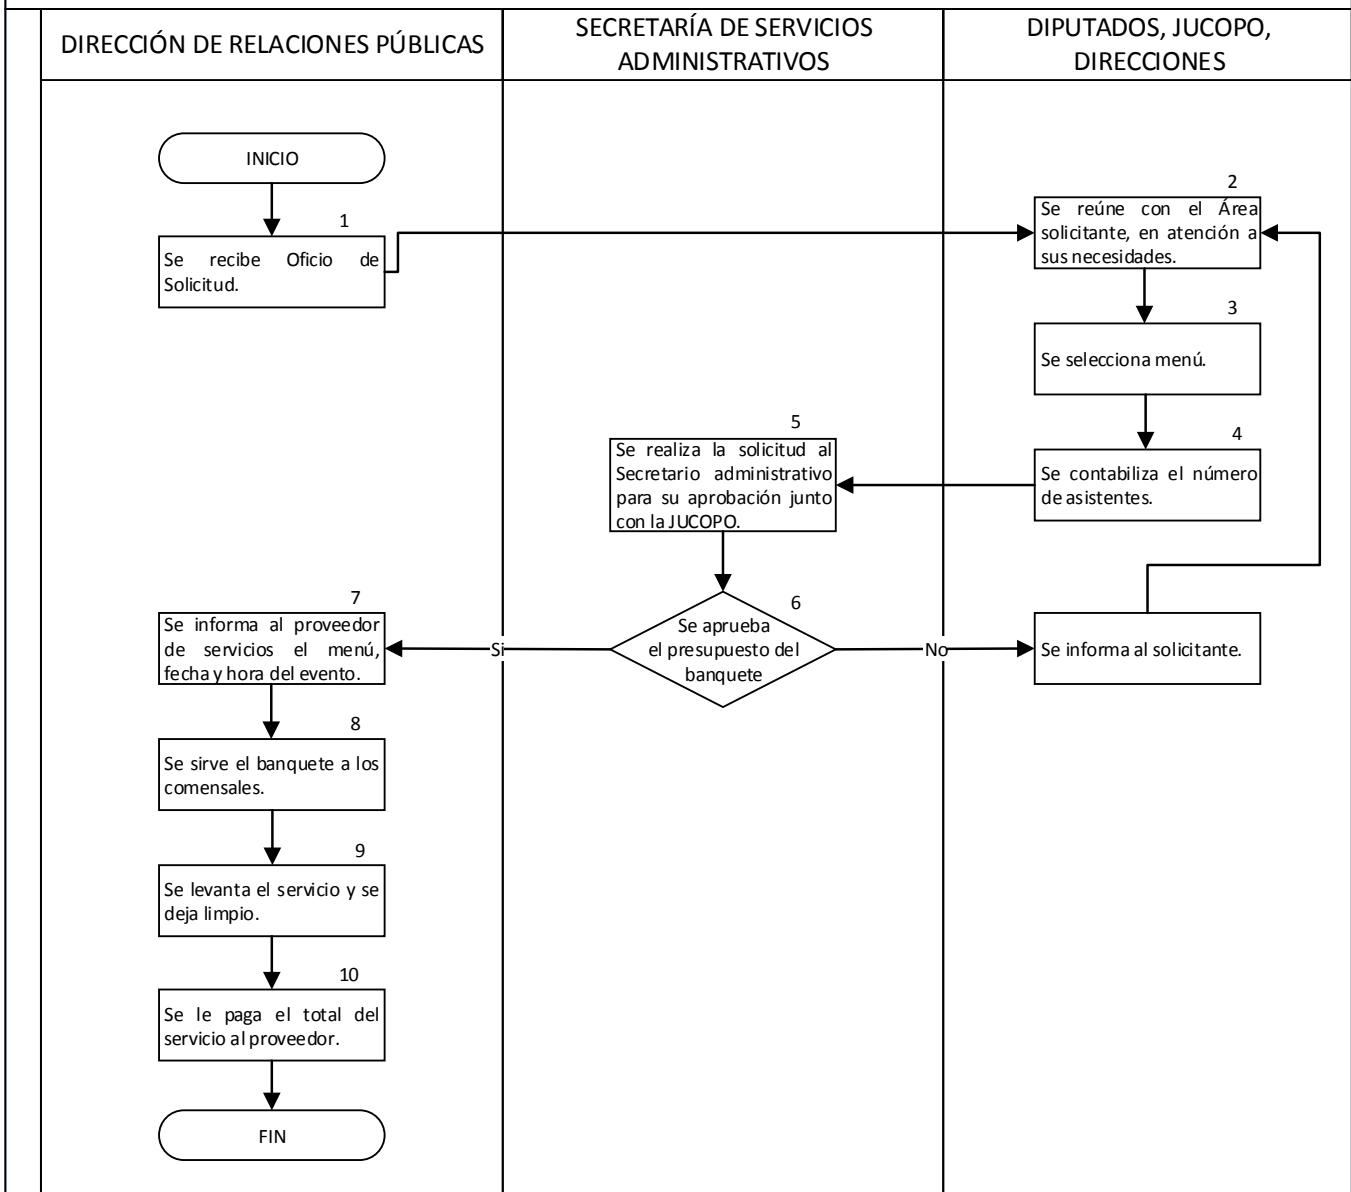 DIRECCIÓN DE RELACIONES PÚBLICAS
SECRETARÍA DE SERVICIOS
ADMINISTRATIVOS
DIPUTADOS, JUCOPO,
DIRECCIONES
INICIO
1
Se recibe Oficio de
Solicitud.
2
Se reúne con el Área
solicitante, en atención a
sus necesidades.
3
Se selecciona menú.
4
Se contabiliza el número
de asistentes.
5
Se realiza la solicitud al
Secretario administrativo
para su aprobación junto
con la JUCOPO.
6
Se aprueba
el presupuesto del
banquete
Si
No
Se informa al solicitante.
7
Se informa al proveedor
de servicios el menú,
fecha y hora del evento.
8
Se sirve el banquete a los
comensales.
9
Se levanta el servicio y se
deja limpio.
10
Se le paga el total del
servicio al proveedor.
FIN